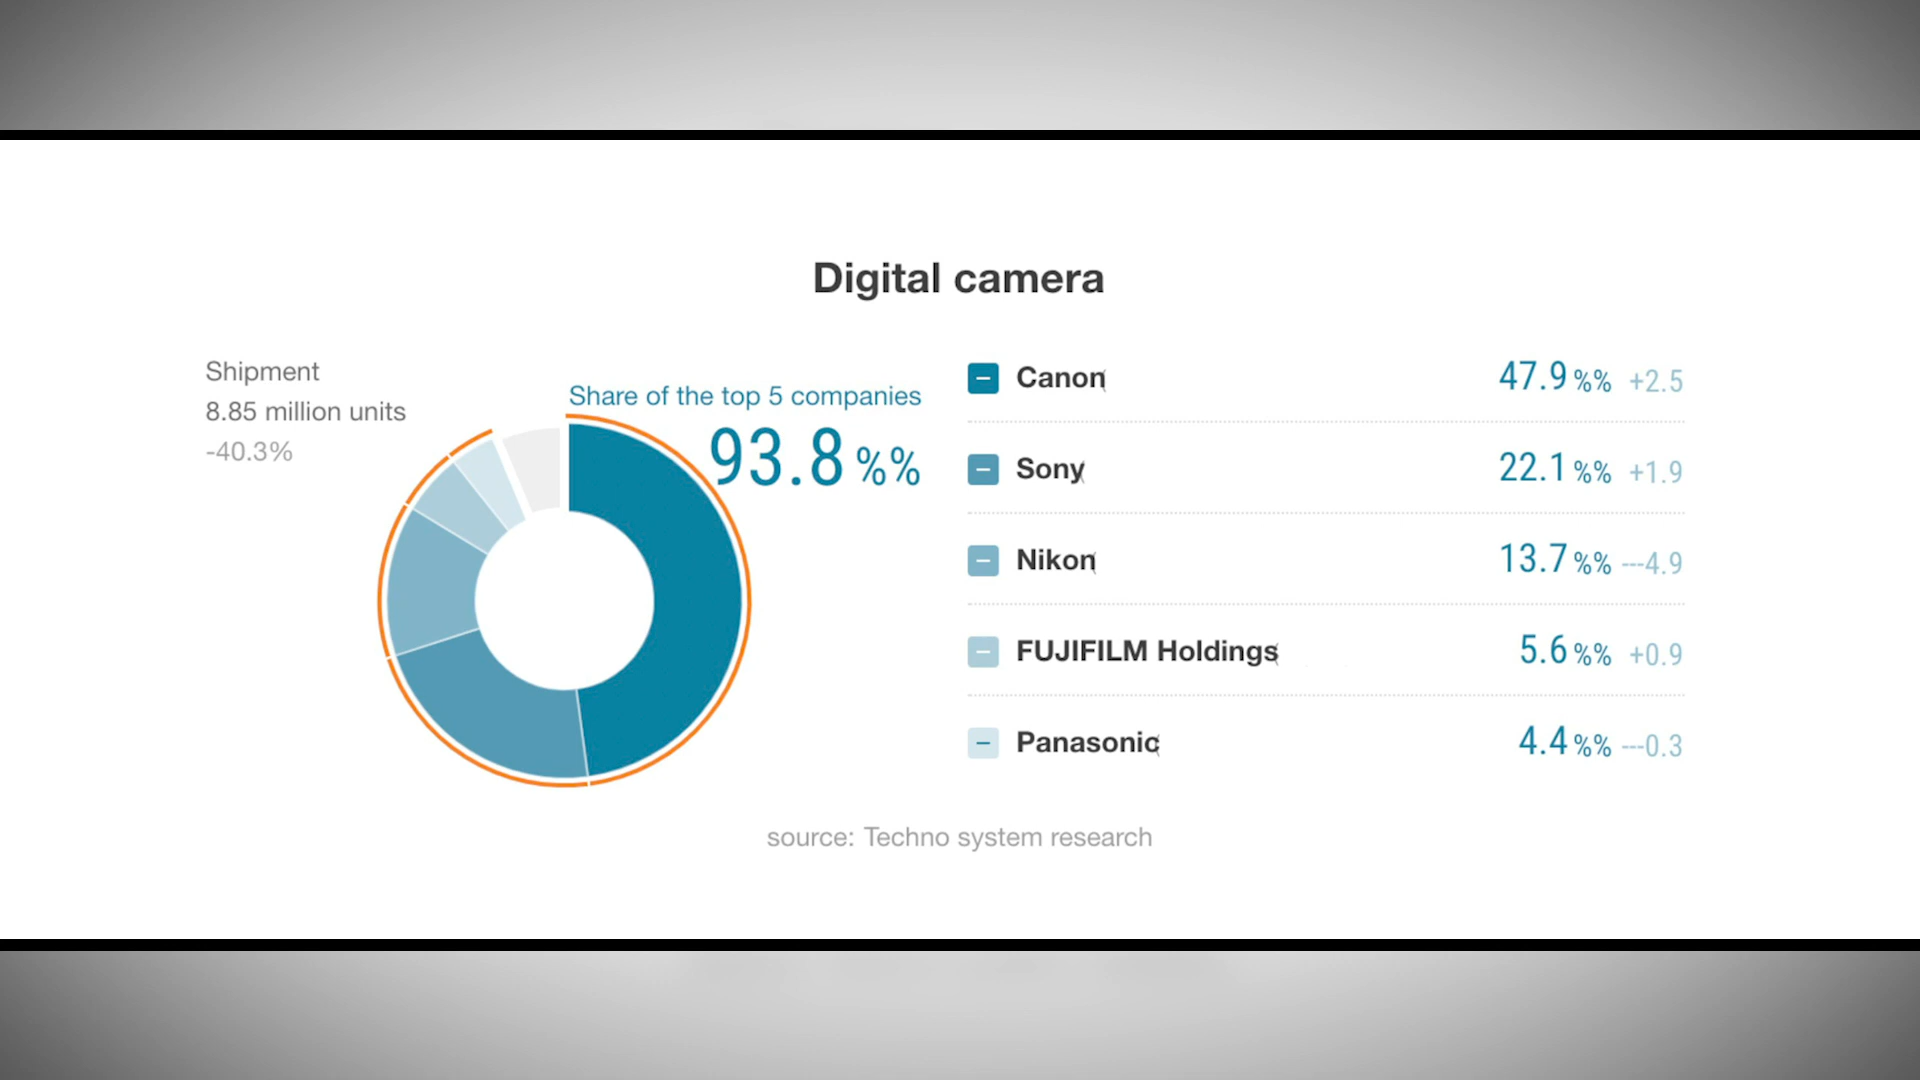 Digital camera
Shipment
8.85 million units
-40.3%
Share of the top 5 companies
93.8 %%
Canon 47.9 %% +2.5
Sony 22.1 %% +1.9
Nikon 13.7 %% ---4.9
FUJIFILM Holdings 5.6 %% +0.9
Panasonic 4.4 %% ---0.3
source: Techno system research